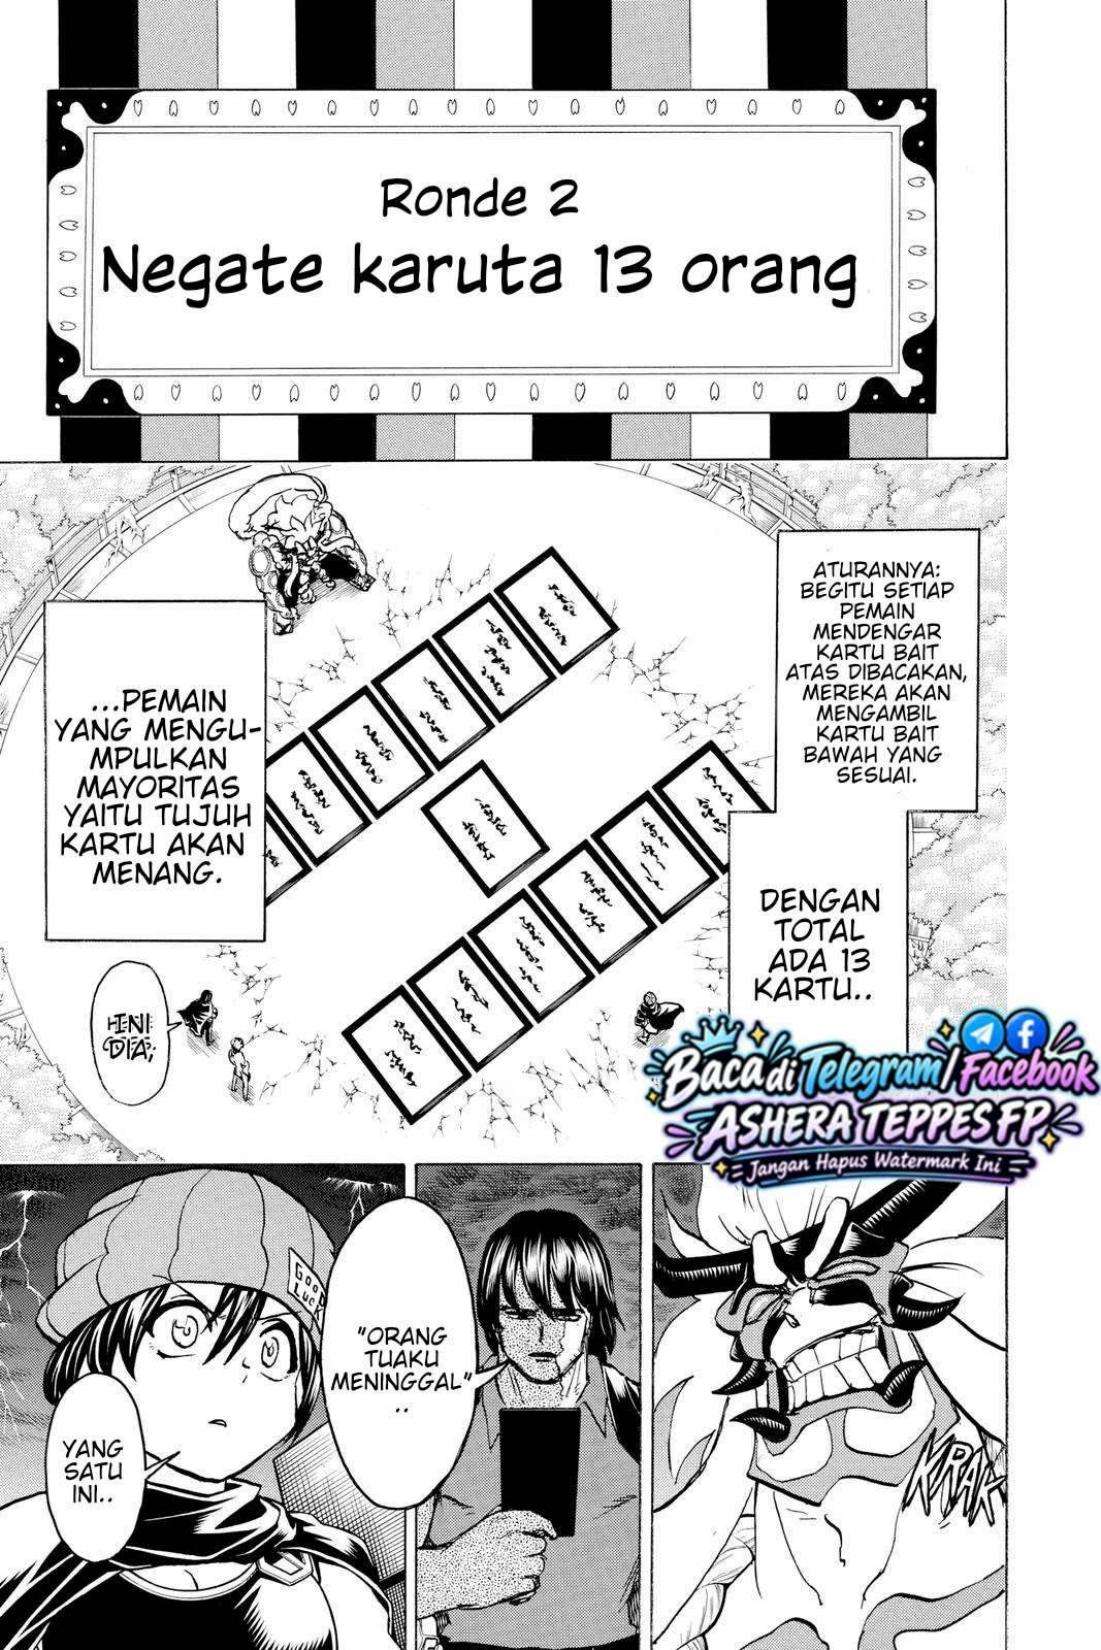 Ronde 2
Negate karuta 13 orang
ATURANNYA:
BEGITU SETIAP
PEMAIN
MENDENGAR
KARTU BAIT
ATAS DIBACAKAN,
MEREKA AKAN
MENGAMBIL
KARTU BAIT
BAWAH YANG
SESUAI.
DENGAN
TOTAL
ADA 13
KARTU..
...PEMAIN
YANG MENGU-
MPULKAN
MAYORITAS
YAITU TUJUH
KARTU AKAN
MENANG.
INI
DIA,
Baca di Telegram/Facebook
ASHERA TEPPES FP
Jangan Hapus Watermark Ini
KRAK
"ORANG
TUAKU
MENINGGAL"
..
GOOD
LUCK
YANG
SATU
INI..